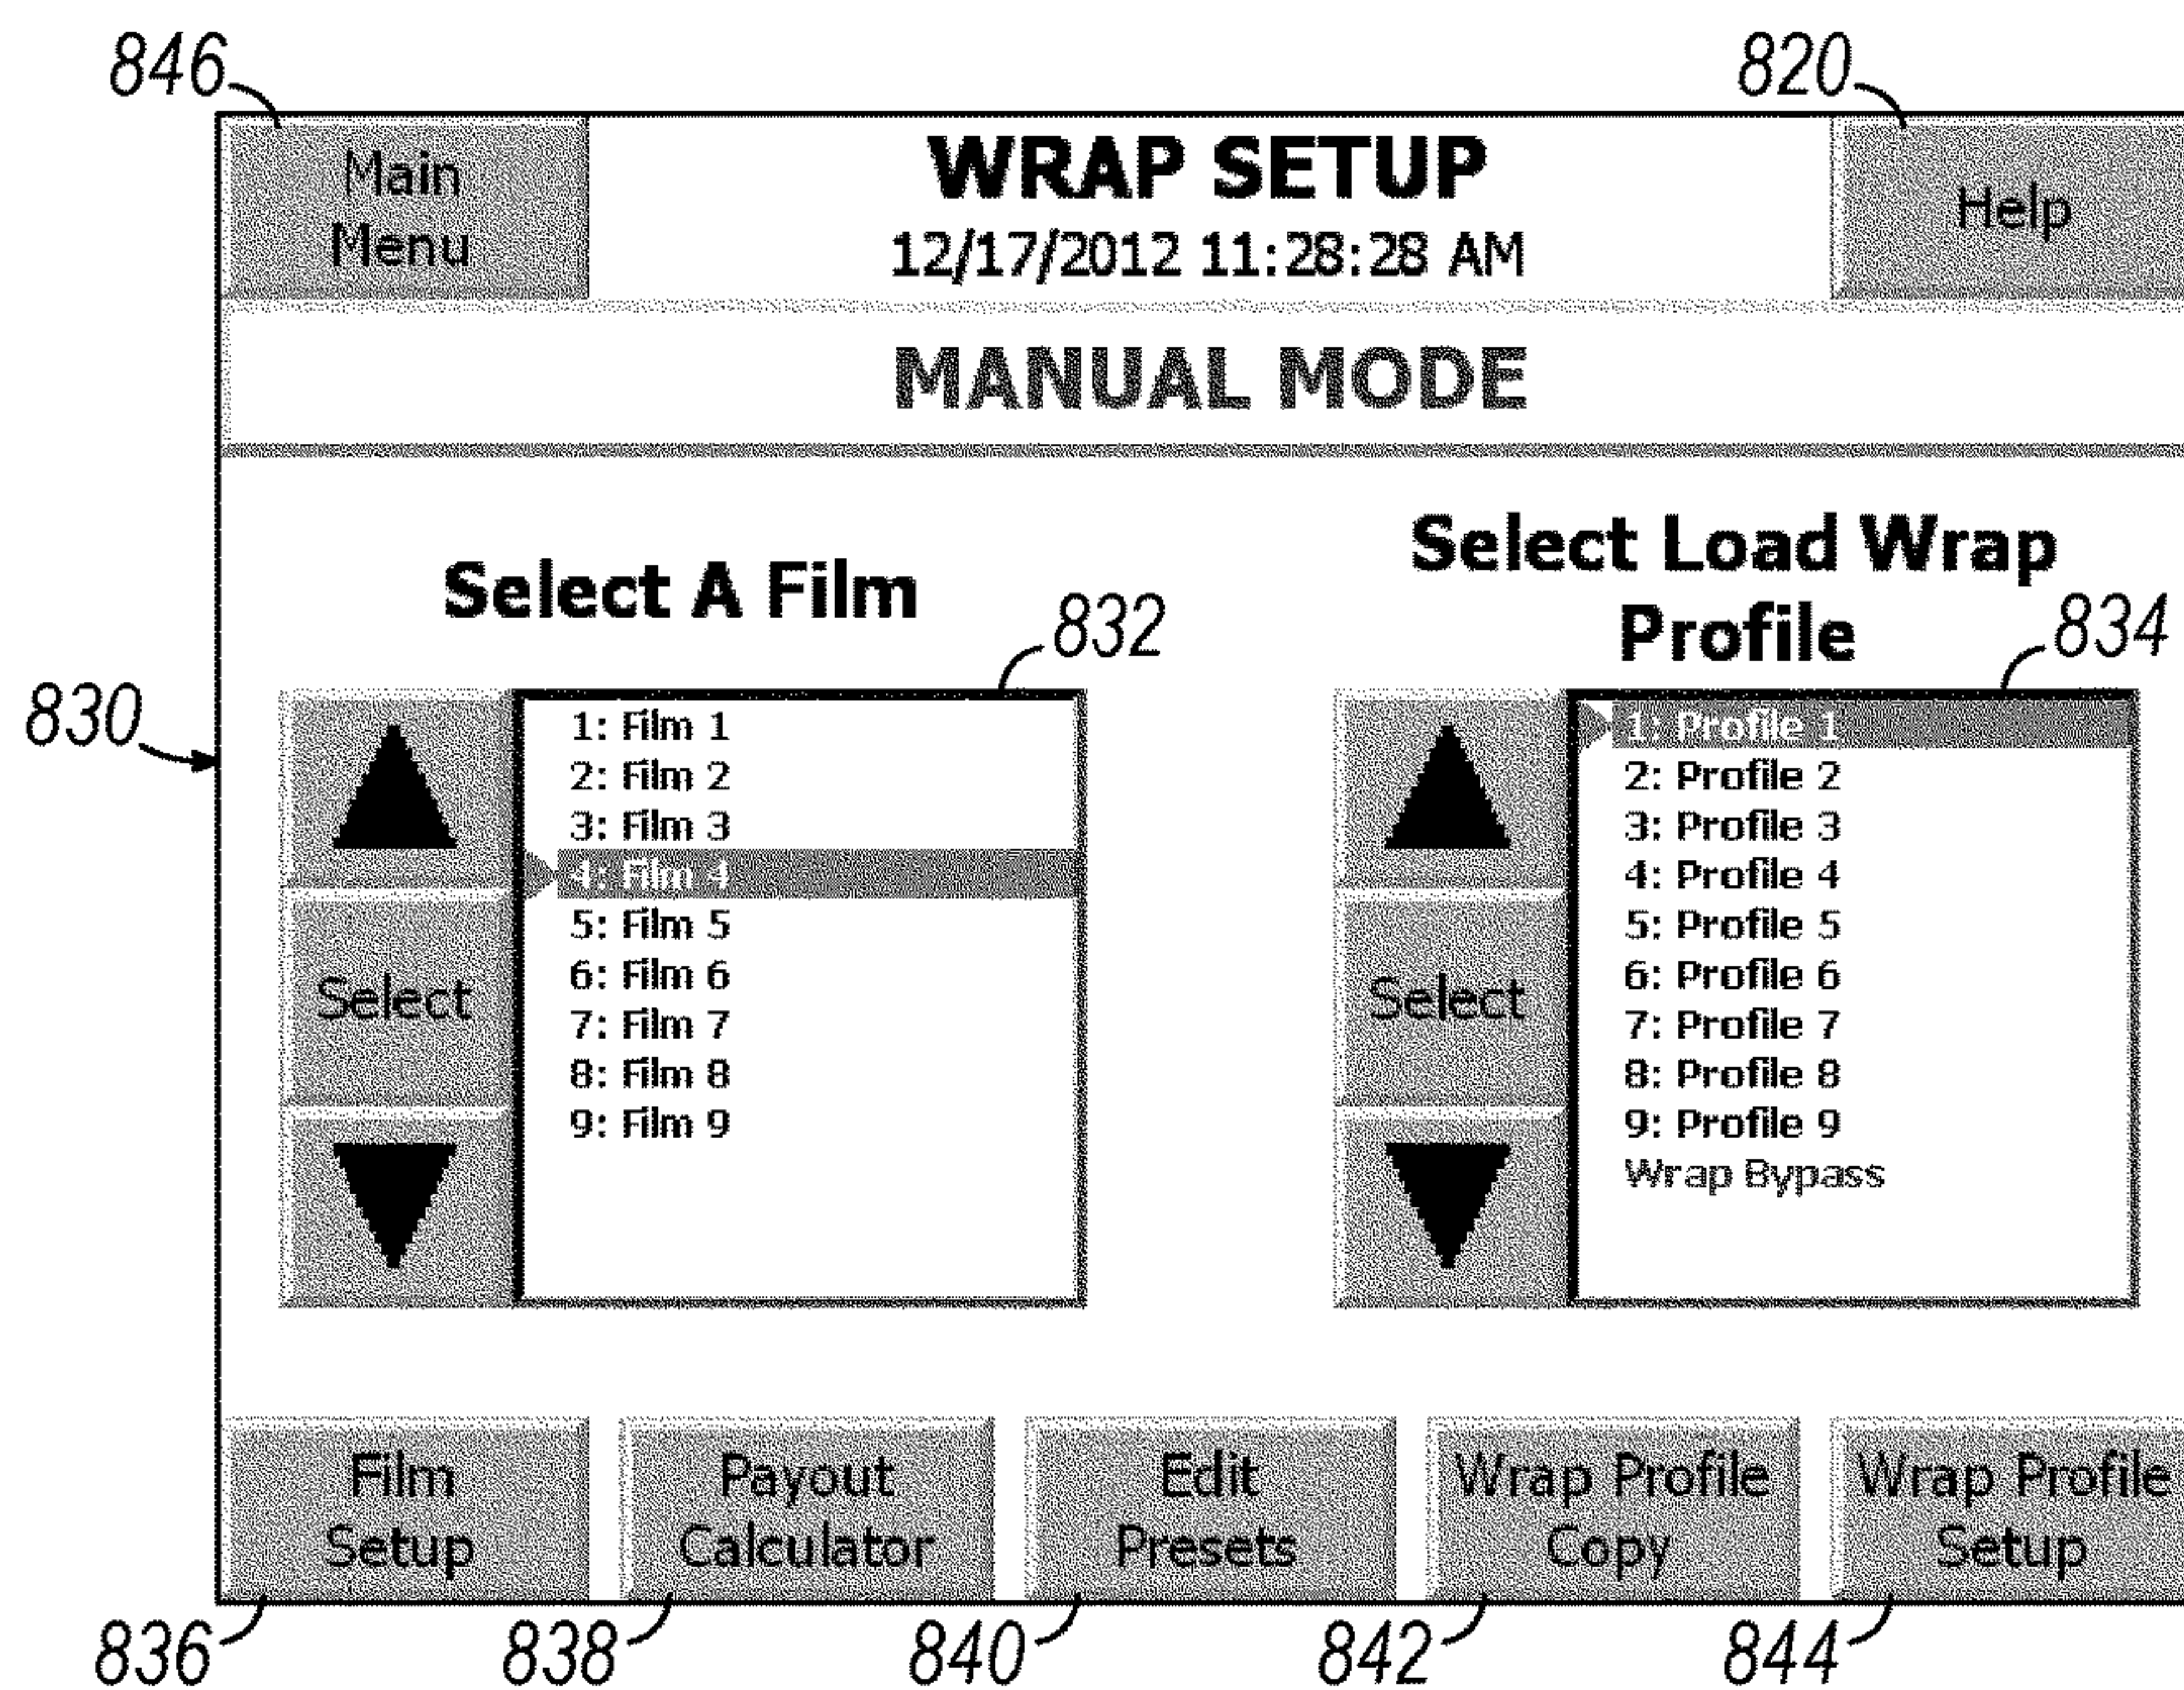 846
820
Main
Menu
WRAP SETUP
12/17/2012 11:28:28 AM
Help
MANUAL MODE
Select A Film
832
Select Load Wrap
Profile
834
830
1: Film 1
2: Film 2
3: Film 3
4: Film 4
5: Film 5
6: Film 6
7: Film 7
8: Film 8
9: Film 9
Select
1: Profile 1
2: Profile 2
3: Profile 3
4: Profile 4
5: Profile 5
6: Profile 6
7: Profile 7
8: Profile 8
9: Profile 9
Wrap Bypass
Select
Film
Setup
Payout
Calculator
Edit
Presets
Wrap Profile
Copy
Wrap Profile
Setup
836
838
840
842
844